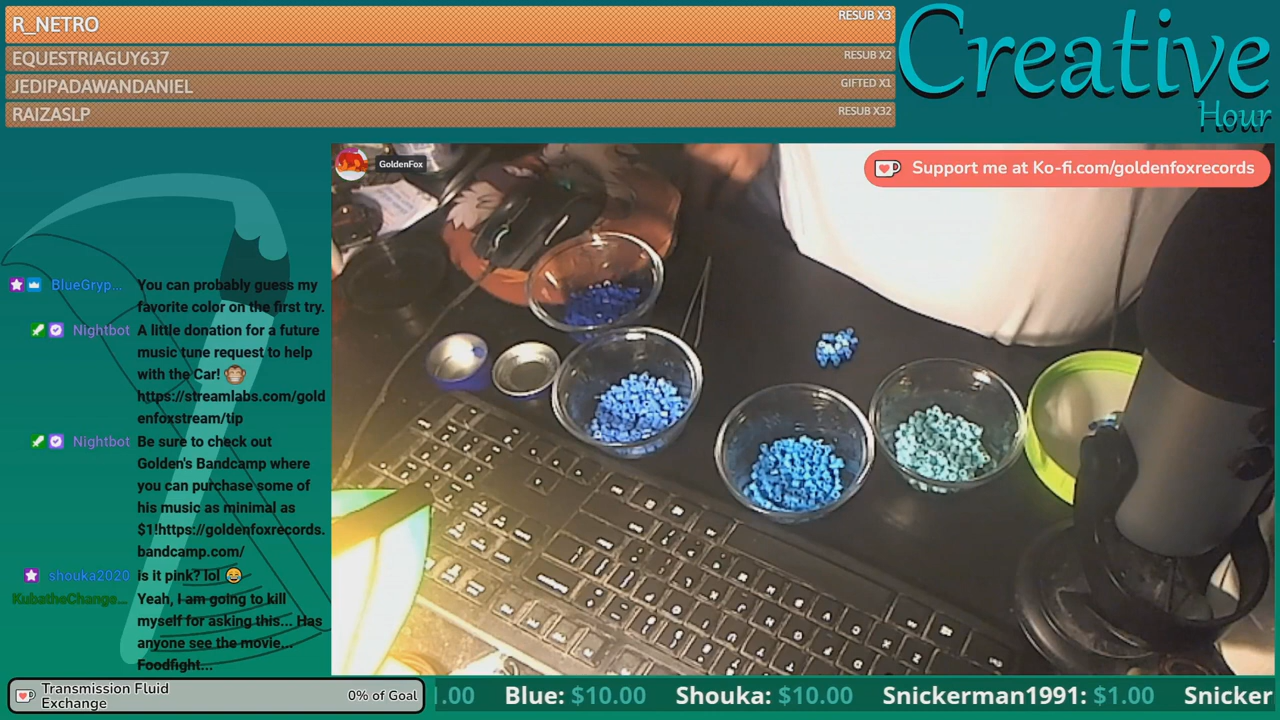 R_NETRO
RESUB X3
EQUESTRIAGUY637
RESUB X2
JEDIPADAWANDANIEL
GIFTED X1
RAIZASLP
RESUB X32
Creative
Hour
GoldenFox
Support me at Ko-fi.com/goldenfoxrecords
BlueGryp... You can probably guess my
favorite color on the first try.
Nightbot A little donation for a future
music tune request to help
with the Car! 🐵
https://streamlabs.com/gold
enfoxstream/tip
Nightbot Be sure to check out
Golden's Bandcamp where
you can purchase some of
his music as minimal as
$1!https://goldenfoxrecords.
bandcamp.com/
shouka2020 is it pink? lol 😅
KubatheChange... Yeah, I am going to kill
myself for asking this... Has
anyone see the movie...
Foodfight...
Transmission Fluid
Exchange
0% of Goal
1.00 Blue: $10.00 Shouka: $10.00 Snickerman1991: $1.00 Snicker